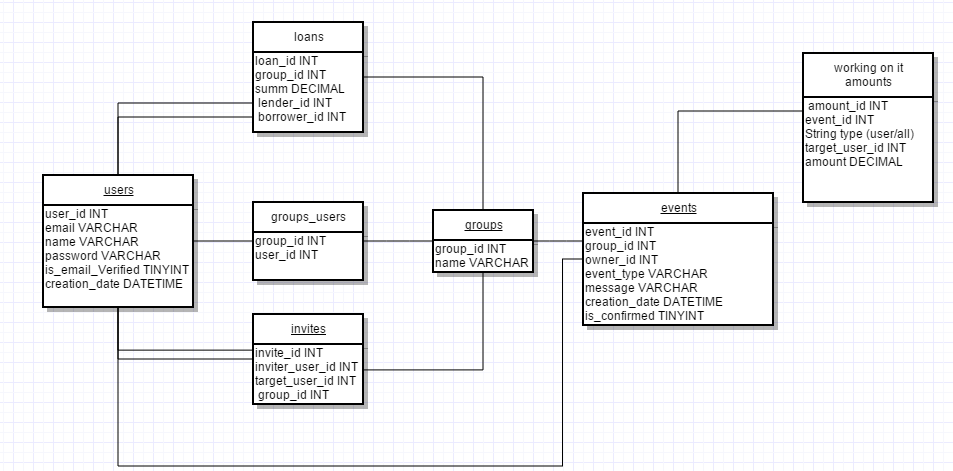 loans
loan_id INT
group_id INT
summ DECIMAL
lender_id INT
borrower_id INT
working on it
amounts
amount_id INT
event_id INT
String type (user/all)
target_user_id INT
amount DECIMAL
users
user_id INT
email VARCHAR
name VARCHAR
password VARCHAR
is_email_Verified TINYINT
creation_date DATETIME
groups_users
group_id INT
user_id INT
groups
group_id INT
name VARCHAR
events
event_id INT
group_id INT
owner_id INT
event_type VARCHAR
message VARCHAR
creation_date DATETIME
is_confirmed TINYINT
invites
invite_id INT
inviter_user_id INT
target_user_id INT
group_id INT